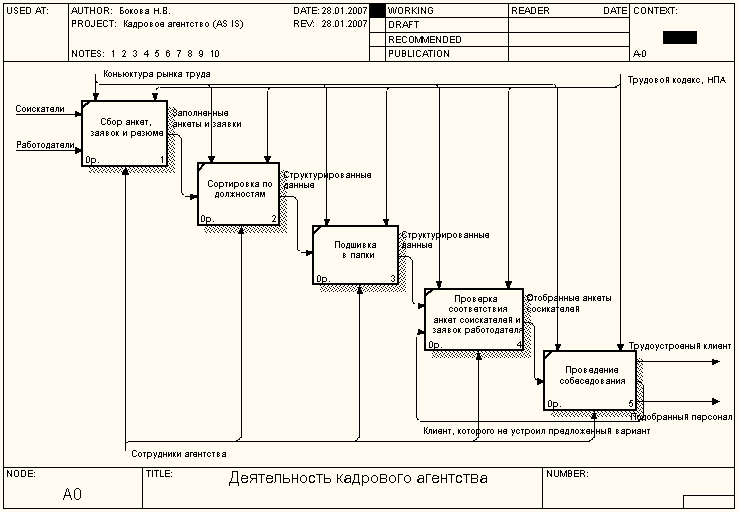 USED AT:
AUTHOR: Бокова Н.В.
DATE: 28.01.2007
PROJECT: Кадровое агентство (AS IS)
REV: 28.01.2007
NOTES: 1 2 3 4 5 6 7 8 9 10
WORKING
DRAFT
RECOMMENDED
PUBLICATION
READER DATE
CONTEXT:
A-0
Коньюктура рынка труда
Трудовой кодекс, НПА
Соискатели
Работодатели
Сбор анкет,
заявок и резюме
0р. 1
Заполненные
анкеты и заявки
Сортировка по
должностям
0р. 2
Структурированные
данные
Подшивка
в папки
0р. 3
Структурированные
данные
Проверка
соответствия
анкет соискателей и
заявок работодателя
0р. 4
Отобранные анкеты
сосикателей
Проведение
собеседования
0р. 5
Трудоустроеный клиент
Подобранный персонал
Клиент, которого не устроил предложенный вариант
Сотрудники агентства
NODE:
A0
TITLE:
Деятельность кадрового агентства
NUMBER: